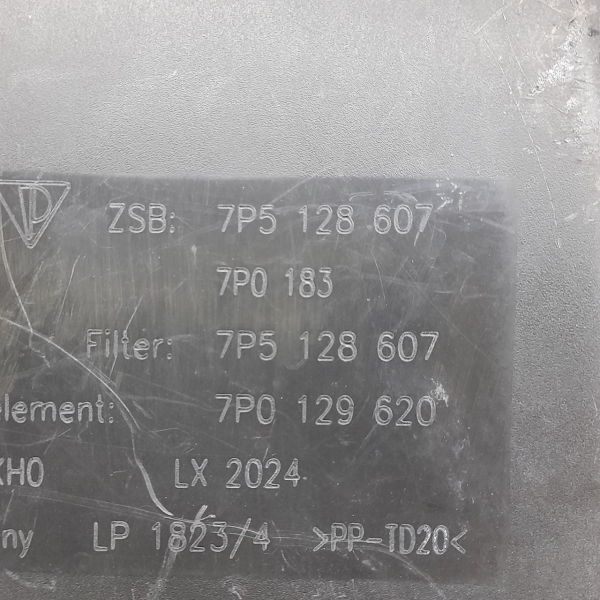 ZSB: 7P5 128 607
7P0 183
Filter: 7P5 128 607
element: 7P0 129 620
KHO LX 2024
ny LP 1823/4 >PP-TD20<